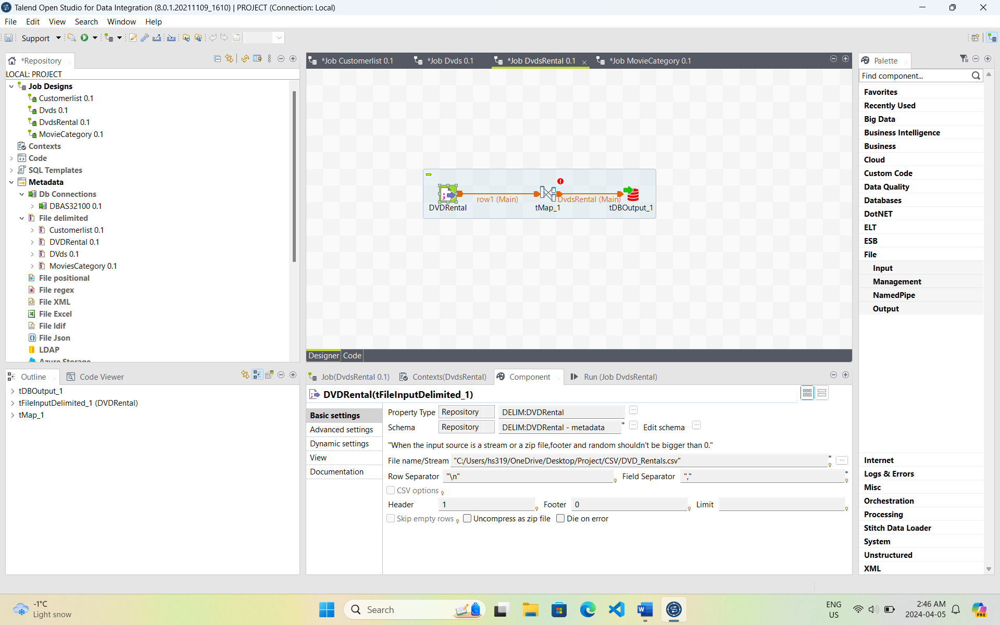 Talend Open Studio for Data Integration (8.0.1.20211109_1610) | PROJECT (Connection: Local)
File Edit View Search Window Help
Support
*Repository
LOCAL: PROJECT
Job Designs
Customerlist 0.1
Dvds 0.1
DvdsRental 0.1
MovieCategory 0.1
Contexts
Code
SQL Templates
Metadata
Db Connections
DBAS32100 0.1
File delimited
Customerlist 0.1
DVDRental 0.1
DVds 0.1
MoviesCategory 0.1
File positional
File regex
File XML
File Excel
File ldif
File Json
LDAP
Azure Storage
*Job Customerlist 0.1
*Job Dvds 0.1
*Job DvdsRental 0.1
*Job MovieCategory 0.1
row1 (Main)
DvdsRental (Main)
DVDRental
tMap_1
tDBOutput_1
Designer
Code
Palette
Find component...
Favorites
Recently Used
Big Data
Business Intelligence
Business
Cloud
Custom Code
Data Quality
Databases
DotNET
ELT
ESB
File
Input
Management
NamedPipe
Output
Internet
Logs & Errors
Misc
Orchestration
Processing
Stitch Data Loader
System
Unstructured
XML
Outline
Code Viewer
tDBOutput_1
tFileInputDelimited_1 (DVDRental)
tMap_1
Job(DvdsRental 0.1)
Contexts(DvdsRental)
Component
Run (Job DvdsRental)
DVDRental(tFileInputDelimited_1)
Basic settings
Advanced settings
Dynamic settings
View
Documentation
Property Type Repository DELIM:DVDRental ...
Schema Repository DELIM:DVDRental - metadata * ... Edit schema ...
"When the input source is a stream or a zip file,footer and random shouldn't be bigger than 0."
File name/Stream "C:/Users/hs319/OneDrive/Desktop/Project/CSV/DVD_Rentals.csv" * ...
Row Separator "\n" Field Separator "," *
CSV options
Header 1 Footer 0 Limit
Skip empty rows Uncompress as zip file Die on error
-1°C
Light snow
Search
ENG
US
2:46 AM
2024-04-05
PRE